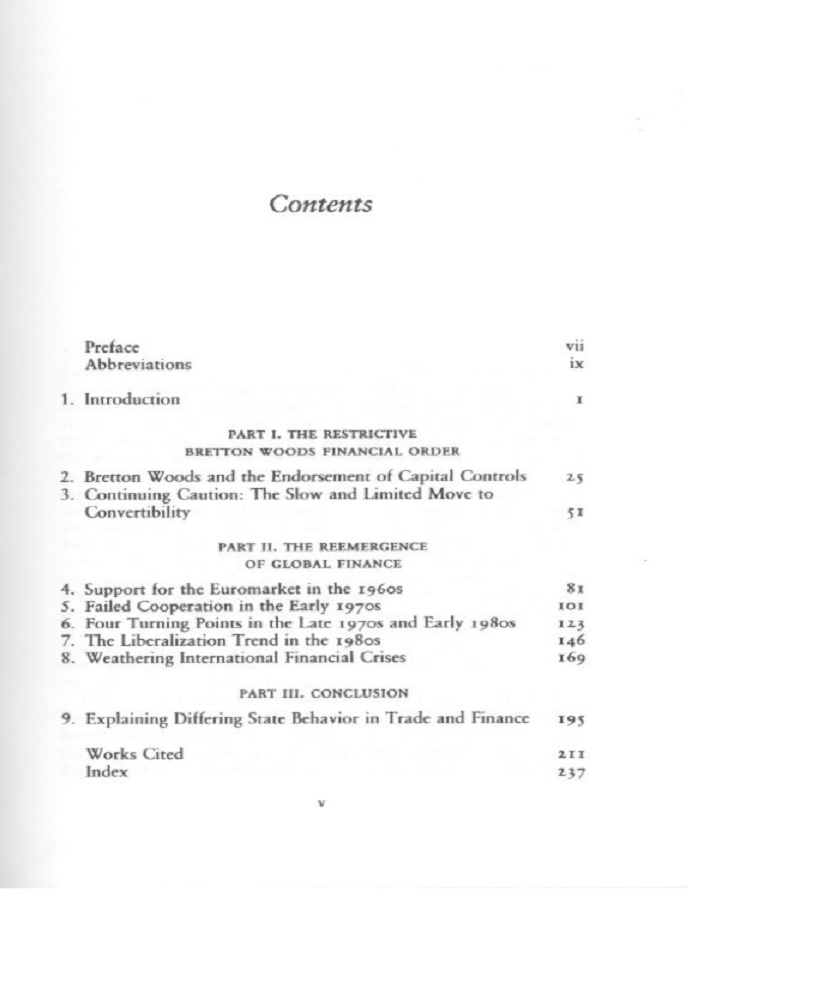 Contents
Preface vii
Abbreviations ix
1. Introduction 1
PART I. THE RESTRICTIVE
BRETTON WOODS FINANCIAL ORDER
2. Bretton Woods and the Endorsement of Capital Controls 25
3. Continuing Caution: The Slow and Limited Move to
Convertibility 51
PART II. THE REEMERGENCE
OF GLOBAL FINANCE
4. Support for the Euromarket in the 1960s 81
5. Failed Cooperation in the Early 1970s 101
6. Four Turning Points in the Late 1970s and Early 1980s 123
7. The Liberalization Trend in the 1980s 146
8. Weathering International Financial Crises 169
PART III. CONCLUSION
9. Explaining Differing State Behavior in Trade and Finance 195
Works Cited 211
Index 237
v